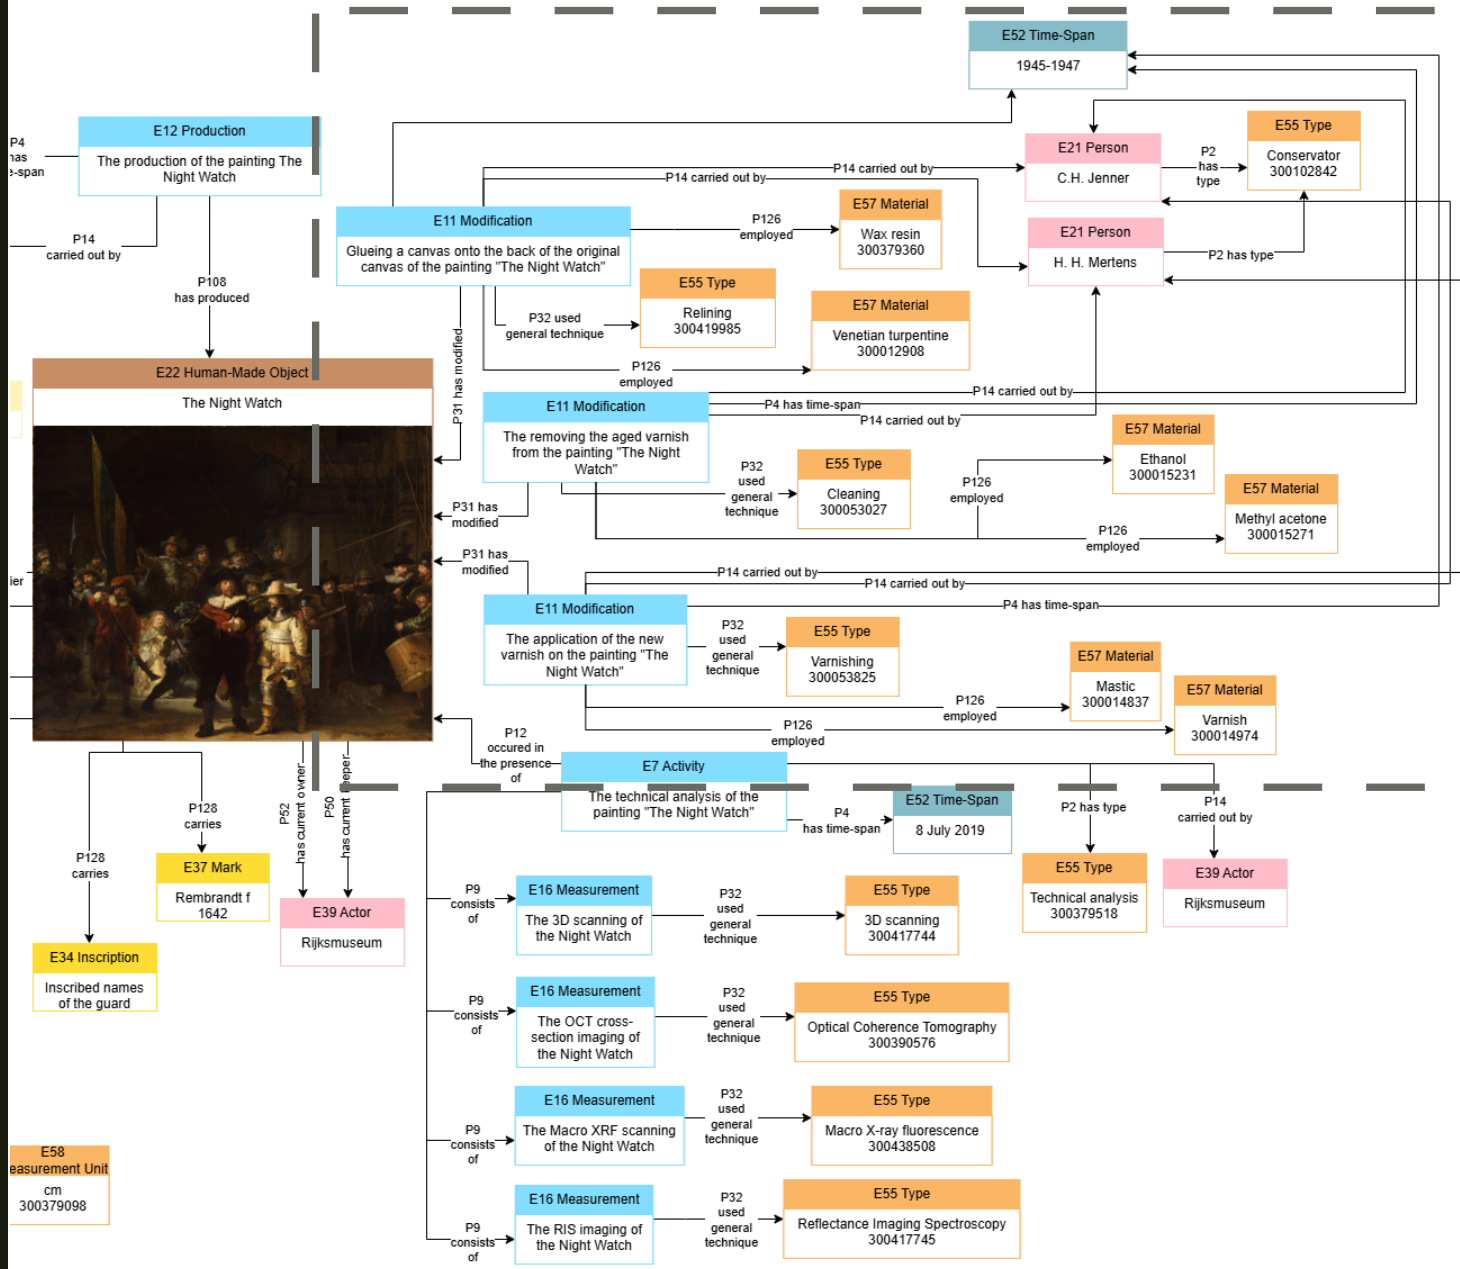 E52 Time-Span
1945-1947
E12 Production
The production of the painting The
Night Watch
P4
has
e-span
P14
carried out by
P108
has produced
E21 Person
C.H. Jenner
P2
has
type
E55 Type
Conservator
300102842
P14 carried out by
P14 carried out by
E11 Modification
Glueing a canvas onto the back of the original
canvas of the painting "The Night Watch"
P126
employed
E57 Material
Wax resin
300379360
E21 Person
H. H. Mertens
P2 has type
E55 Type
Relining
300419985
P32 used
general technique
E57 Material
Venetian turpentine
300012908
P126
employed
P31 has modified
E22 Human-Made Object
The Night Watch
E11 Modification
The removing the aged varnish
from the painting "The Night
Watch"
P14 carried out by
P4 has time-span
P14 carried out by
P32
used
general
technique
E55 Type
Cleaning
300053027
P126
employed
E57 Material
Ethanol
300015231
P126
employed
E57 Material
Methyl acetone
300015271
P31 has
modified
P31 has
modified
P14 carried out by
P14 carried out by
P4 has time-span
ier
E11 Modification
The application of the new
varnish on the painting "The
Night Watch"
P32
used
general
technique
E55 Type
Varnishing
300053825
P126
employed
E57 Material
Mastic
300014837
P126
employed
E57 Material
Varnish
300014974
P12
occured in
the presence
of
E7 Activity
The technical analysis of the
painting "The Night Watch"
P4
has time-span
E52 Time-Span
8 July 2019
P2 has type
P14
carried out by
E55 Type
Technical analysis
300379518
E39 Actor
Rijksmuseum
P128
carries
P128
carries
P52
has current owner
P50
has current keeper
E37 Mark
Rembrandt f
1642
E39 Actor
Rijksmuseum
E34 Inscription
Inscribed names
of the guard
P9
consists
of
E16 Measurement
The 3D scanning of
the Night Watch
P32
used
general
technique
E55 Type
3D scanning
300417744
P9
consists
of
E16 Measurement
The OCT cross-
section imaging of
the Night Watch
P32
used
general
technique
E55 Type
Optical Coherence Tomography
300390576
P9
consists
of
E16 Measurement
The Macro XRF scanning
of the Night Watch
P32
used
general
technique
E55 Type
Macro X-ray fluorescence
300438508
P9
consists
of
E16 Measurement
The RIS imaging of
the Night Watch
P32
used
general
technique
E55 Type
Reflectance Imaging Spectroscopy
300417745
E58
easurement Unit
cm
300379098